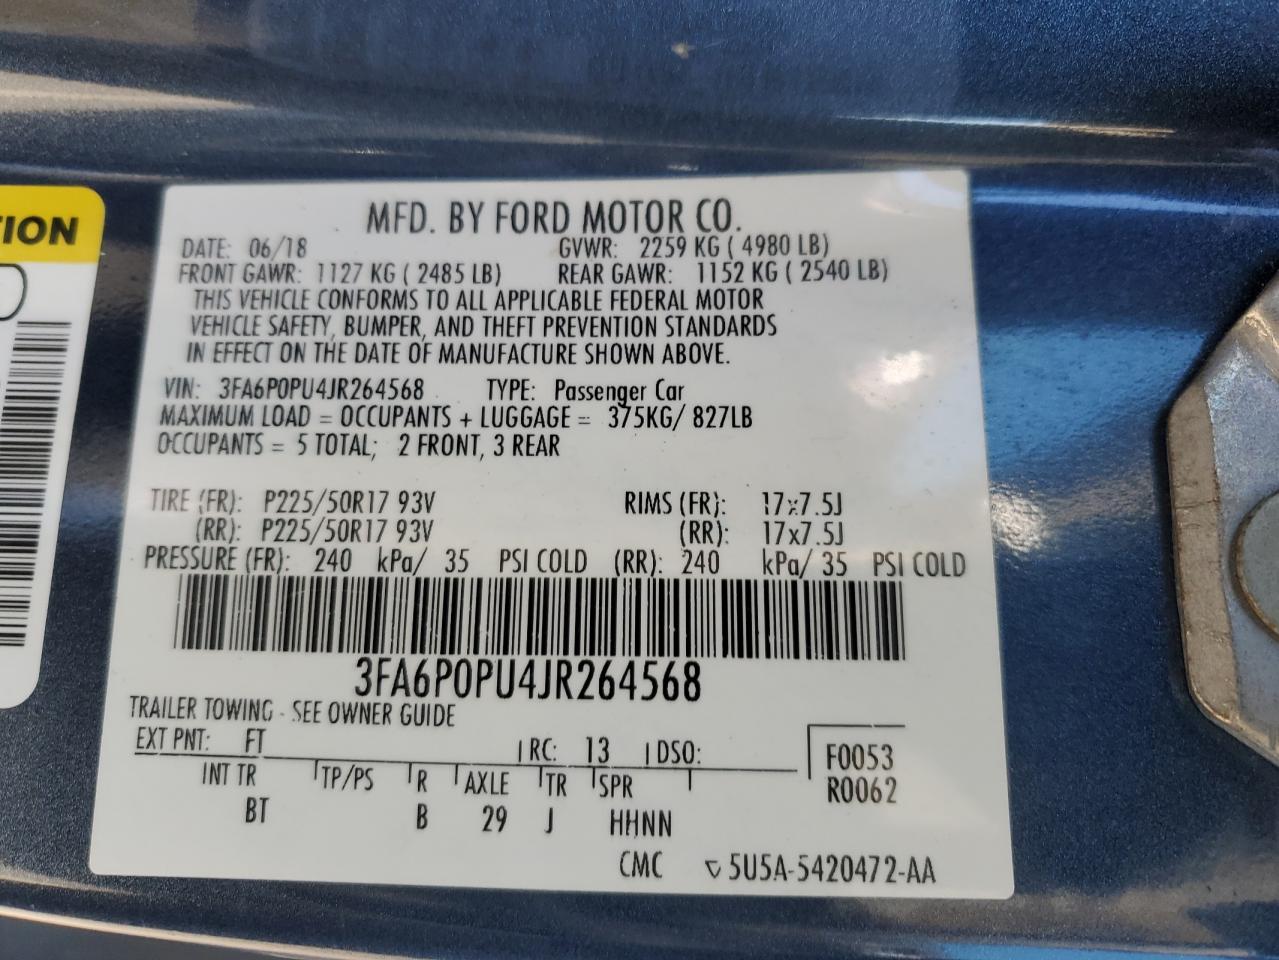 TION
MFD. BY FORD MOTOR CO.
DATE: 06/18 GVWR: 2259 KG ( 4980 LB)
FRONT GAWR: 1127 KG ( 2485 LB) REAR GAWR: 1152 KG ( 2540 LB)
THIS VEHICLE CONFORMS TO ALL APPLICABLE FEDERAL MOTOR
VEHICLE SAFETY, BUMPER, AND THEFT PREVENTION STANDARDS
IN EFFECT ON THE DATE OF MANUFACTURE SHOWN ABOVE.
VIN: 3FA6P0PU4JR264568 TYPE: Passenger Car
MAXIMUM LOAD = OCCUPANTS + LUGGAGE = 375KG/ 827LB
OCCUPANTS = 5 TOTAL; 2 FRONT, 3 REAR
TIRE (FR): P225/50R17 93V RIMS (FR): 17x7.5J
(RR): P225/50R17 93V (RR): 17x7.5J
PRESSURE (FR): 240 kPa/ 35 PSI COLD (RR): 240 kPa/ 35 PSI COLD
3FA6P0PU4JR264568
TRAILER TOWING - SEE OWNER GUIDE
EXT PNT: FT RC: 13 DSO: F0053
INT TR TP/PS R AXLE TR SPR R0062
BT B 29 J HHNN
CMC 5U5A-5420472-AA